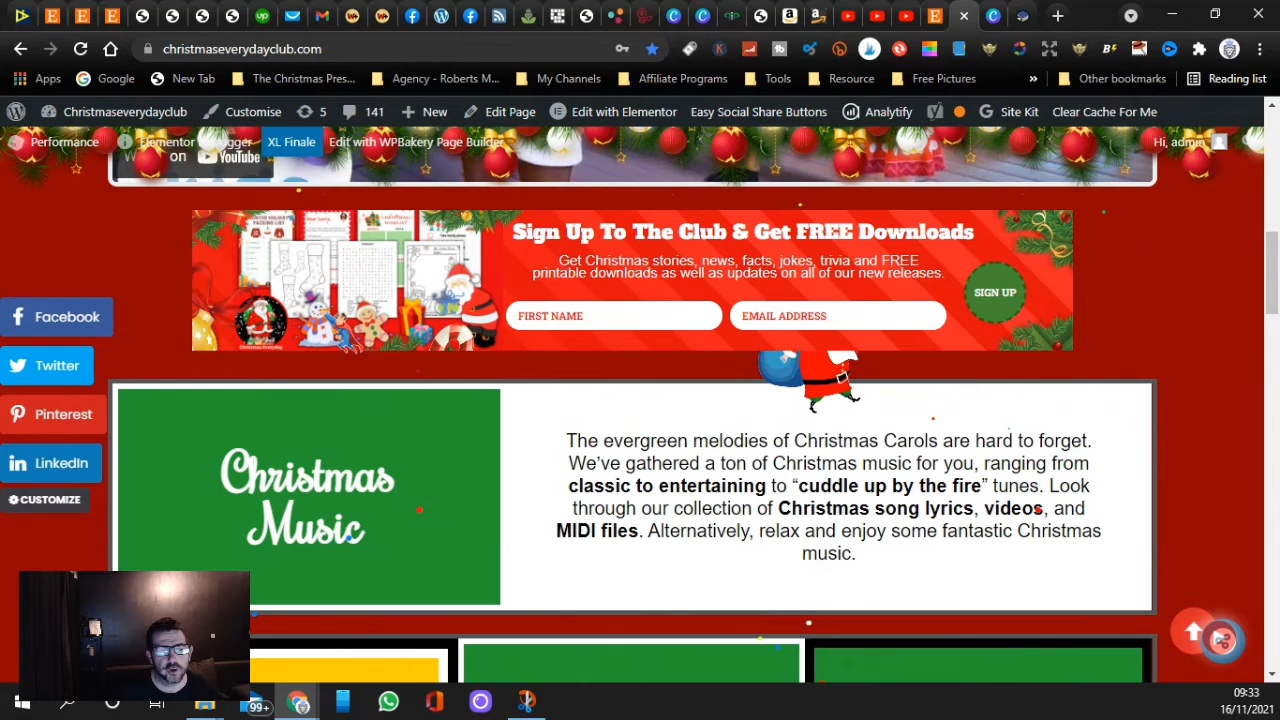 christmaseverydayclub.com
Apps Google New Tab The Christmas Pres... Agency - Roberts M... My Channels Affiliate Programs Tools Resource Free Pictures » Other bookmarks Reading list
Christmaseverydayclub Customise 5 141 New Edit Page Edit with Elementor Easy Social Share Buttons Analytify Site Kit Clear Cache For Me
Performance Elementor XL Finale Edit with WPBakery Page Builder Hi, admin
on YouTube
Sign Up To The Club & Get FREE Downloads
Get Christmas stories, news, facts, jokes, trivia and FREE
printable downloads as well as updates on all of our new releases.
FIRST NAME EMAIL ADDRESS SIGN UP
Facebook
Twitter
Pinterest
LinkedIn
CUSTOMIZE
Christmas
Music
The evergreen melodies of Christmas Carols are hard to forget.
We've gathered a ton of Christmas music for you, ranging from
classic to entertaining to “cuddle up by the fire” tunes. Look
through our collection of Christmas song lyrics, videos, and
MIDI files. Alternatively, relax and enjoy some fantastic Christmas
music.
99+
09:33
16/11/2021